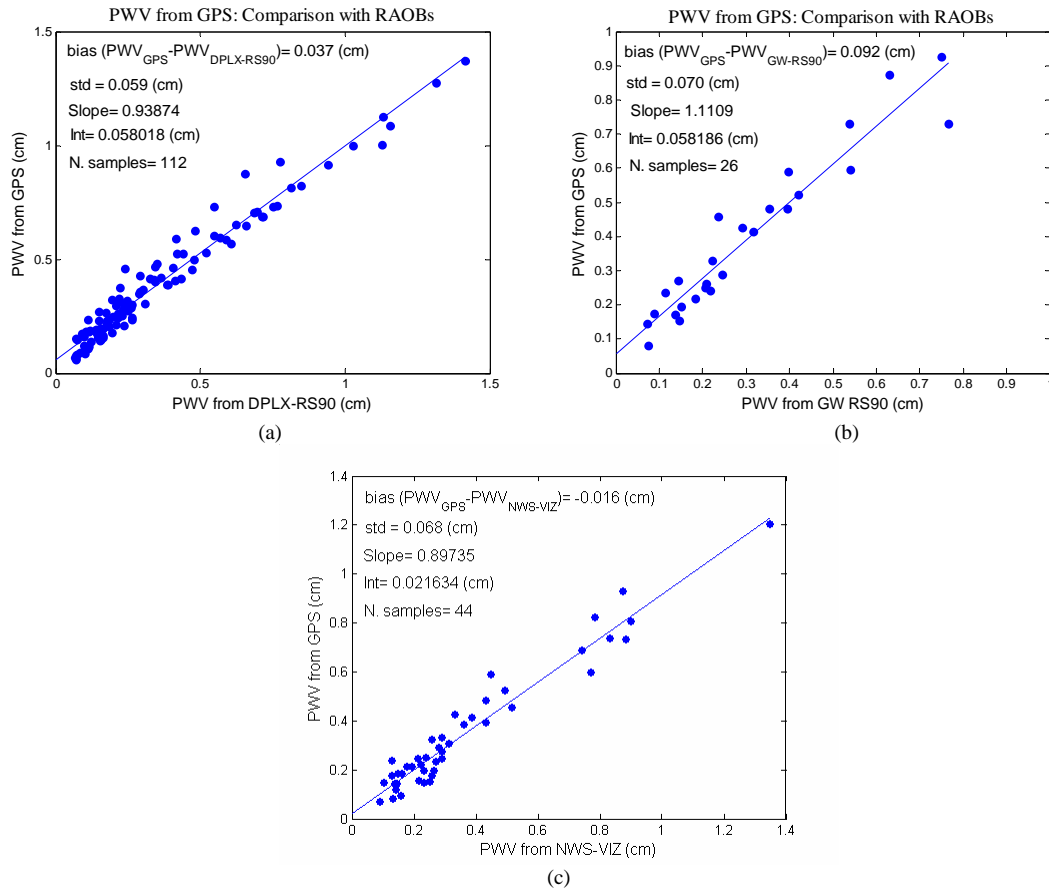 PWV from GPS: Comparison with RAOBs
bias (PWV_GPS-PWV_DPLX-RS90)= 0.037 (cm)
std = 0.059 (cm)
Slope= 0.93874
Int= 0.058018 (cm)
N. samples= 112
PWV from GPS (cm)
1.5
1
0.5
0
0 0.5 1 1.5
PWV from DPLX-RS90 (cm)
(a)
PWV from GPS: Comparison with RAOBs
bias (PWV_GPS-PWV_GW-RS90)= 0.092 (cm)
std = 0.070 (cm)
Slope= 1.1109
Int= 0.058186 (cm)
N. samples= 26
PWV from GPS (cm)
1
0.9
0.8
0.7
0.6
0.5
0.4
0.3
0.2
0.1
0
0 0.1 0.2 0.3 0.4 0.5 0.6 0.7 0.8 0.9 1
PWV from GW RS90 (cm)
(b)
bias (PWV_GPS-PWV_NWS-VIZ)= -0.016 (cm)
std = 0.068 (cm)
Slope= 0.89735
Int= 0.021634 (cm)
N. samples= 44
PWV from GPS (cm)
1.4
1.2
1
0.8
0.6
0.4
0.2
0
0 0.2 0.4 0.6 0.8 1 1.2 1.4
PWV from NWS-VIZ (cm)
(c)